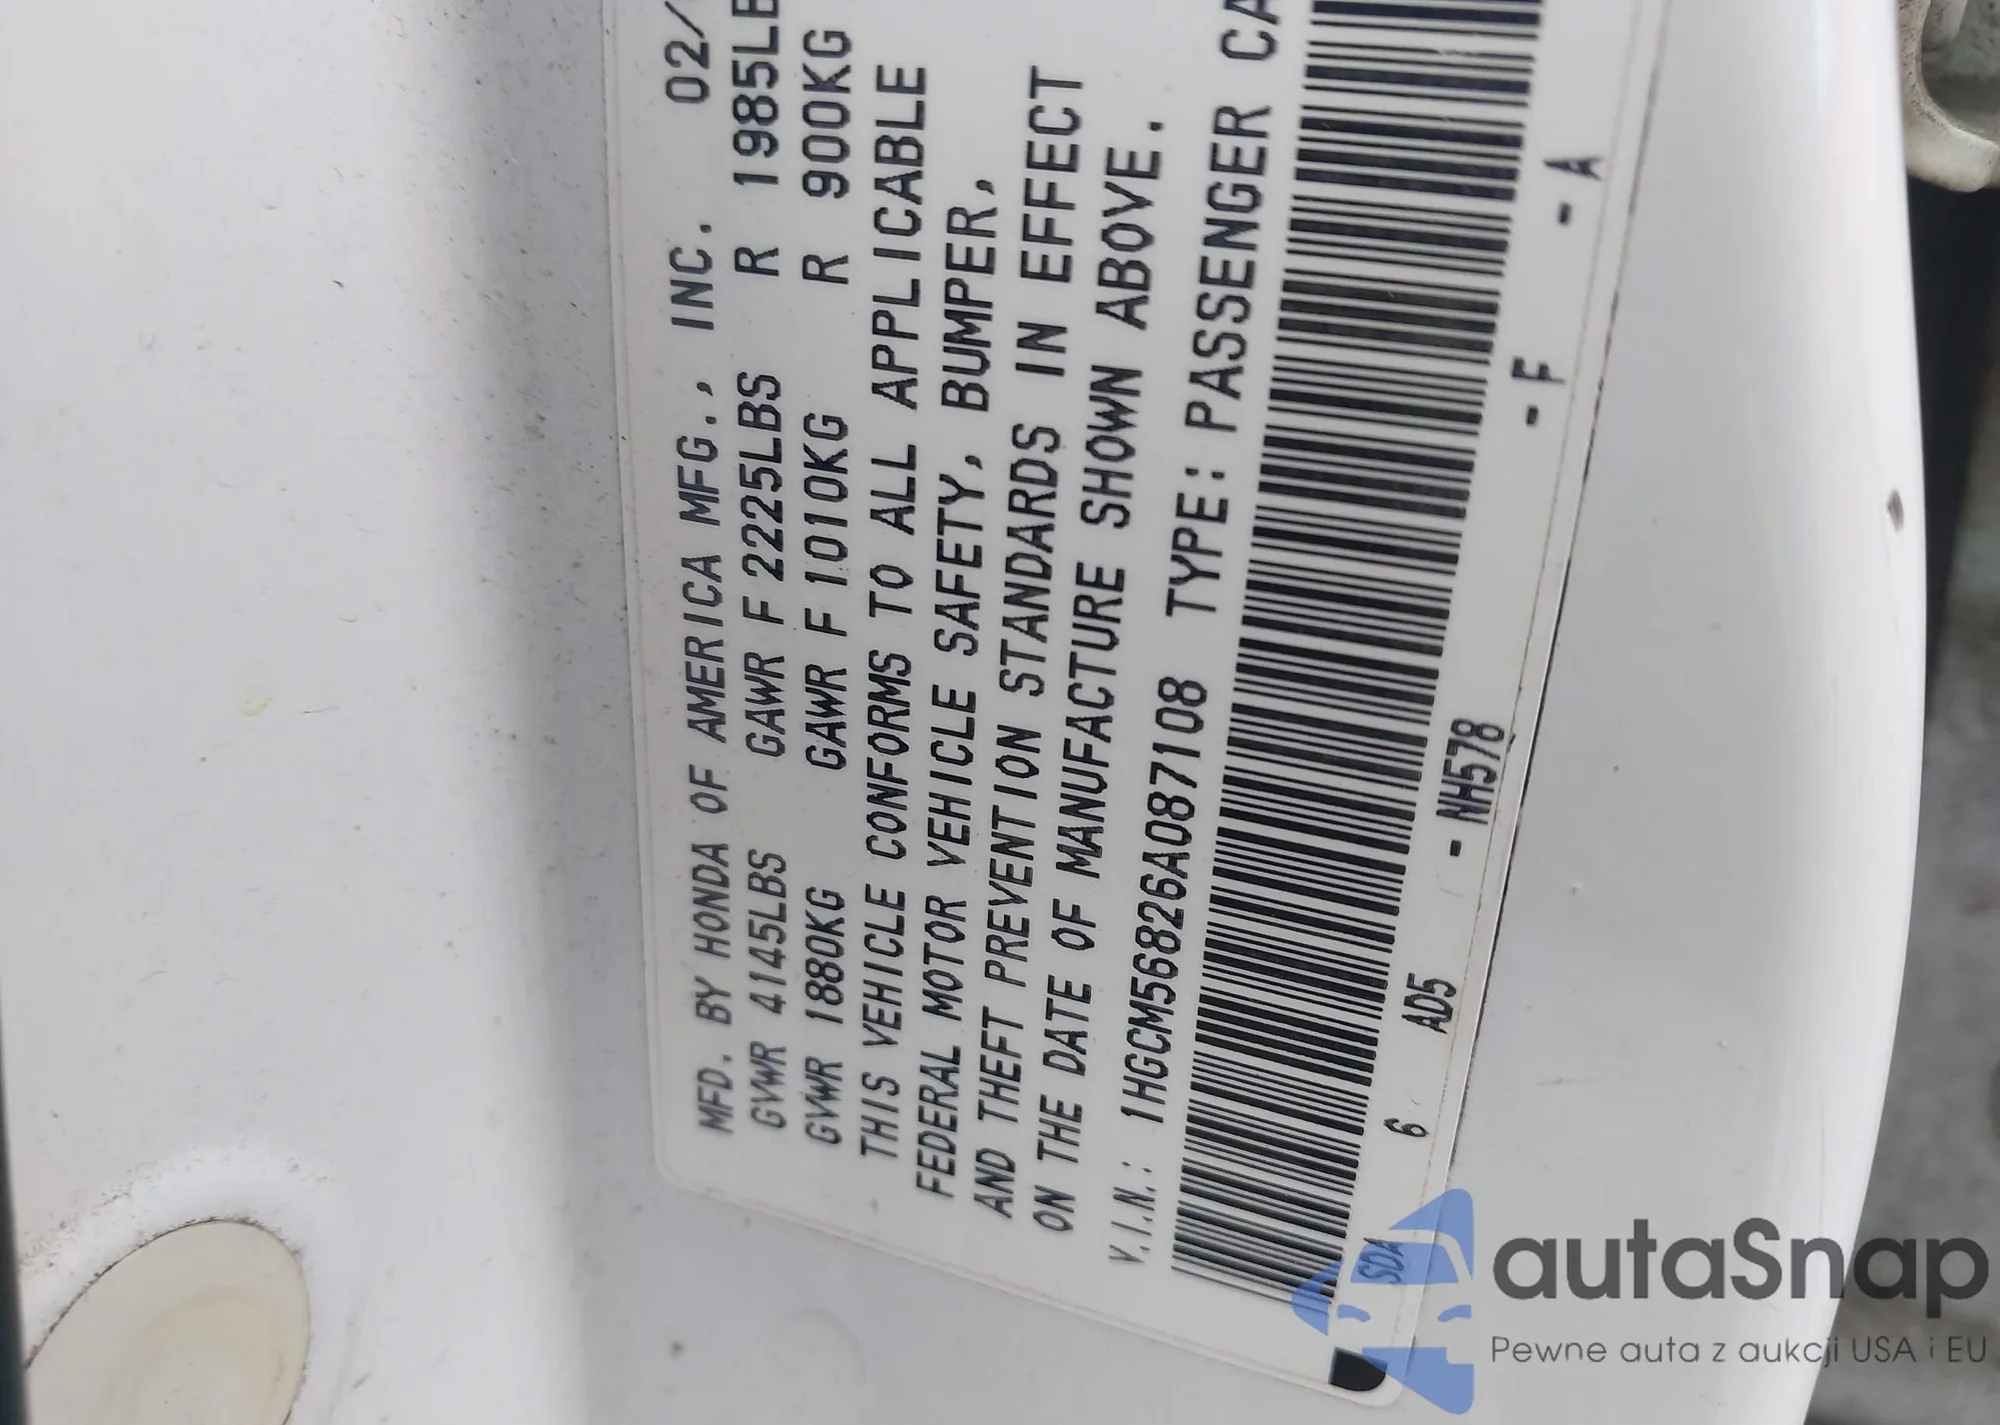 MFD. BY HONDA OF AMERICA MFG., INC. 02/
GVWR 4145LBS GAWR F 2225LBS R 1985LB
GVWR 1880KG GAWR F 1010KG R 900KG
THIS VEHICLE CONFORMS TO ALL APPLICABLE
FEDERAL MOTOR VEHICLE SAFETY, BUMPER,
AND THEFT PREVENTION STANDARDS IN EFFECT
ON THE DATE OF MANUFACTURE SHOWN ABOVE.
V.I.N.: 1HGCM56826A087108 TYPE: PASSENGER CA
SDA 6 AD5 - NH578 - F - A
autaSnap
Pewne auta z aukcji USA i EU